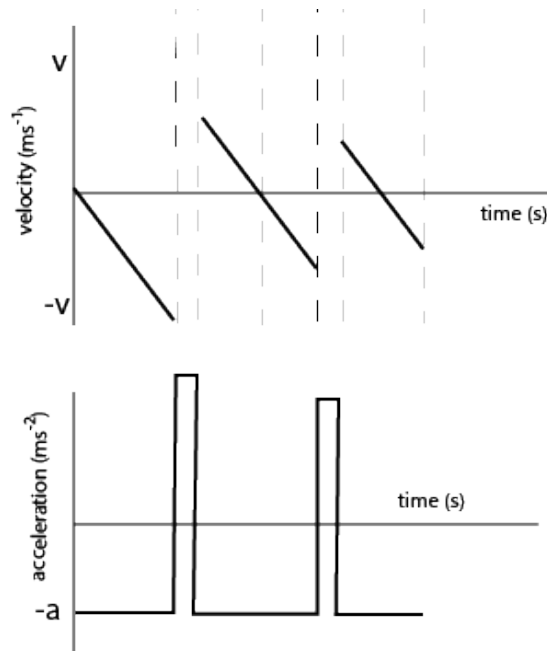 v
velocity (ms⁻¹)
time (s)
-v
acceleration (ms⁻²)
time (s)
-a